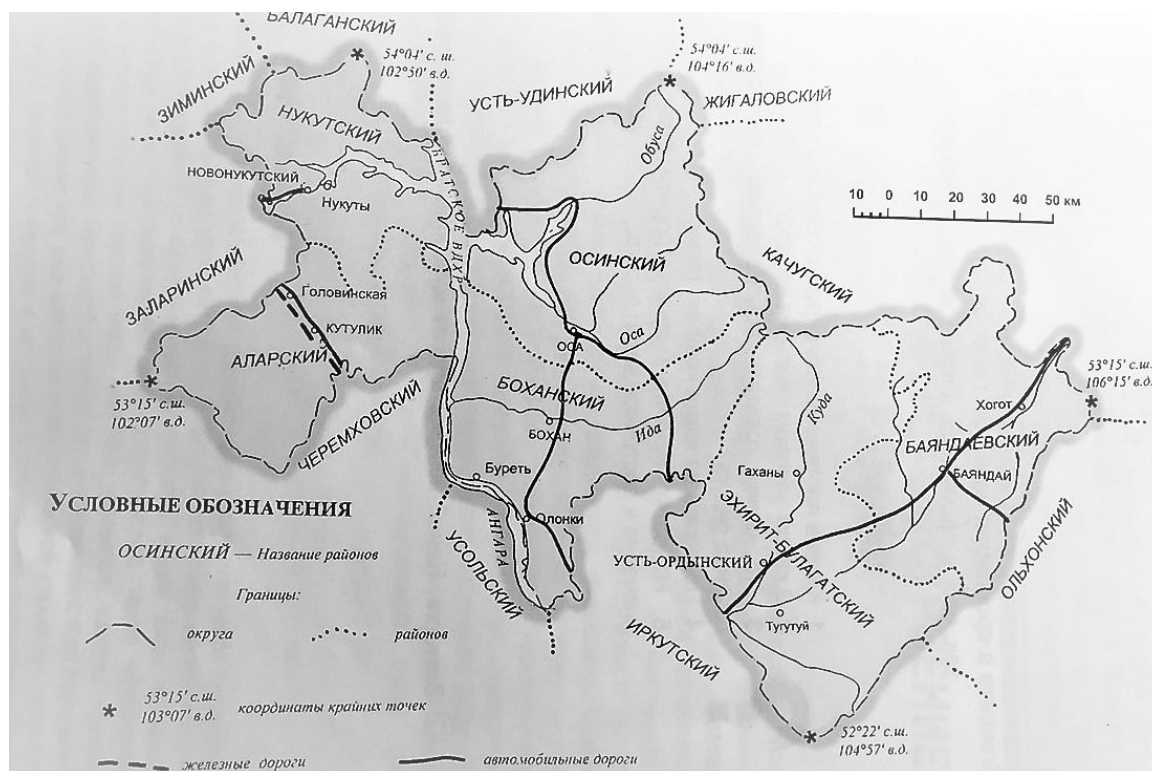 БАЛАГАНСКИЙ
54°04' с.ш.
102°50' в.д.
54°04' с.ш.
104°16' в.д.
ЗИМИНСКИЙ
УСТЬ-УДИНСКИЙ
ЖИГАЛОВСКИЙ
НУКУТСКИЙ
Обуса
БРАТСКОЕ ВДХР.
НОВОНУКУТСКИЙ
Нукуты
10 0 10 20 30 40 50 км
ОСИНСКИЙ
КАЧУГСКИЙ
ЗАЛАРИНСКИЙ
Головинская
КУТУЛИК
Оса
ОСА
АЛАРСКИЙ
53°15' с.ш.
102°07' в.д.
53°15' с.ш.
106°15' в.д.
БОХАНСКИЙ
Куда
Хогот
ЧЕРЕМХОВСКИЙ
БОХАН
Ида
БАЯНДАЕВСКИЙ
Буреть
Гаханы
БАЯНДАЙ
УСЛОВНЫЕ ОБОЗНАЧЕНИЯ
АНГАРА
Олонки
ЭХИРИТ-БУЛАГАТСКИЙ
ОЛЬХОНСКИЙ
ОСИНСКИЙ — Название районов
УСОЛЬСКИЙ
УСТЬ-ОРДЫНСКИЙ
Границы:
Тугутуй
округа
районов
ИРКУТСКИЙ
53°15' с.ш.
103°07' в.д.
координаты крайних точек
52°22' с.ш.
104°57' в.д.
железные дороги
автомобильные дороги